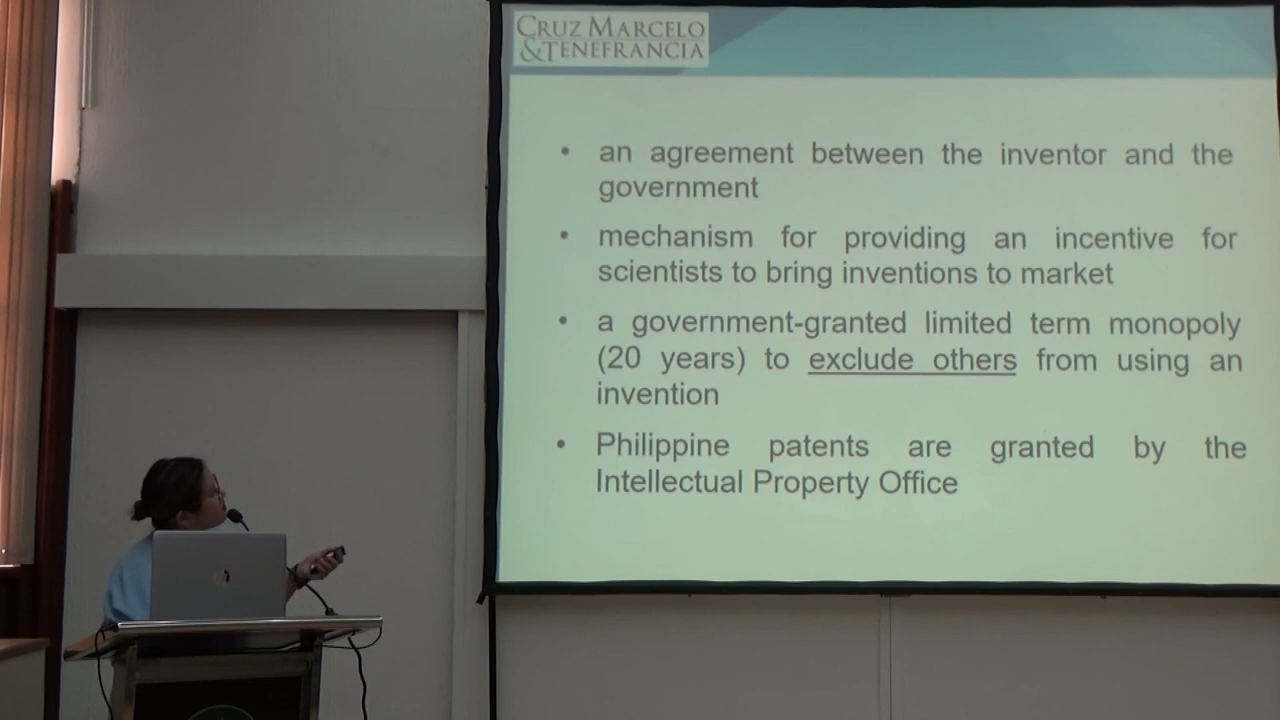 CRUZ MARCELO
& TENEFRANCIA
• an agreement between the inventor and the
government
• mechanism for providing an incentive for
scientists to bring inventions to market
• a government-granted limited term monopoly
(20 years) to exclude others from using an
invention
• Philippine patents are granted by the
Intellectual Property Office